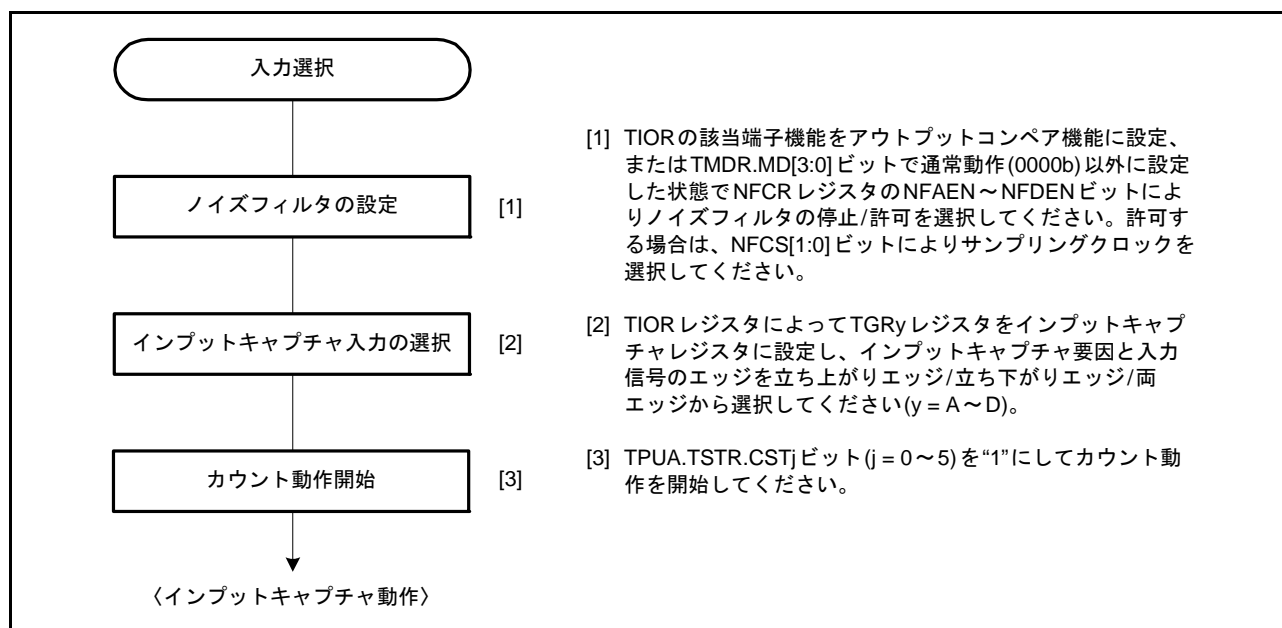 入力選択
ノイズフィルタの設定
[1]
インプットキャプチャ入力の選択
[2]
カウント動作開始
[3]
〈インプットキャプチャ動作〉
[1] TIORの該当端子機能をアウトプットコンペア機能に設定、
またはTMDR.MD[3:0]ビットで通常動作(0000b)以外に設定
した状態でNFCRレジスタのNFAEN～NFDENビットによ
りノイズフィルタの停止/許可を選択してください。許可す
る場合は、NFCS[1:0]ビットによりサンプリングクロックを
選択してください。
[2] TIORレジスタによってTGRyレジスタをインプットキャプ
チャレジスタに設定し、インプットキャプチャ要因と入力
信号のエッジを立ち上がりエッジ/立ち下がりエッジ/両
エッジから選択してください(y = A～D)。
[3] TPUA.TSTR.CSTjビット(j = 0～5)を“1”にしてカウント動
作を開始してください。